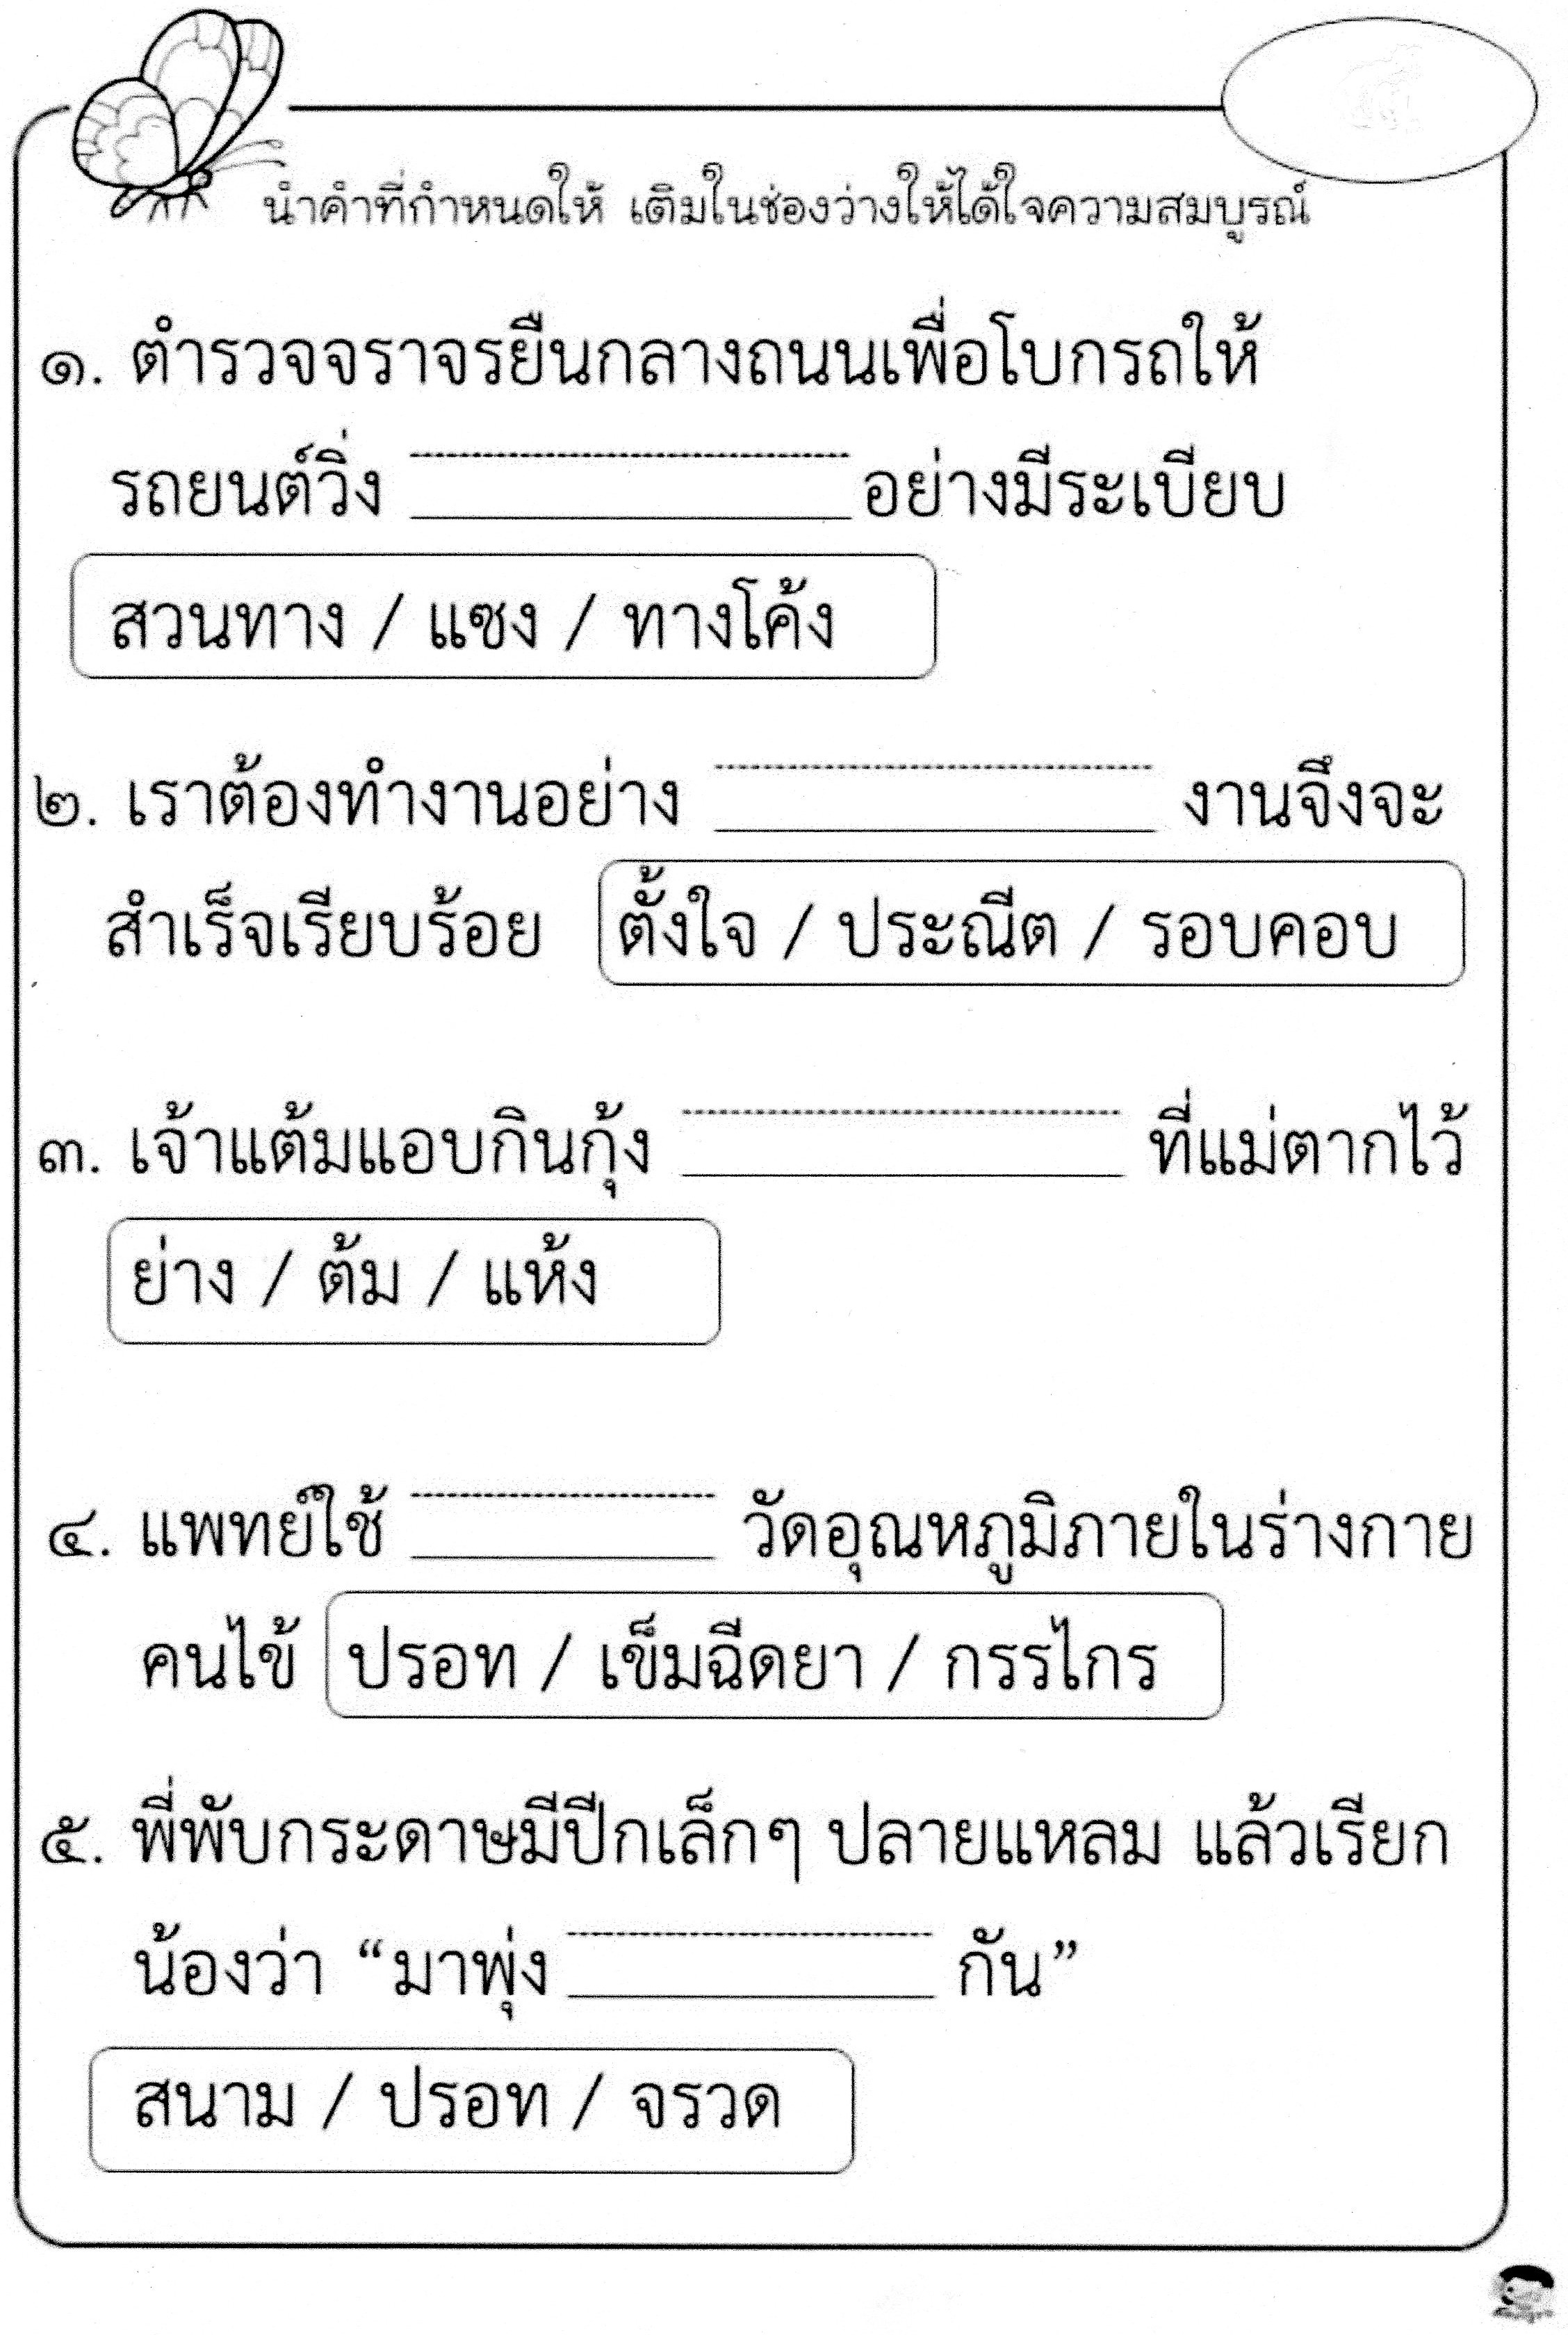 นำคำที่กำหนดให้ เติมในช่องว่างให้ได้ใจความสมบูรณ์
๑. ตำรวจจราจรยืนกลางถนนเพื่อโบกรถให้
รถยนต์วิ่ง อย่างมีระเบียบ
สวนทาง / แซง / ทางโค้ง
๒. เราต้องทำงานอย่าง งานจึงจะ
สำเร็จเรียบร้อย ตั้งใจ / ประณีต / รอบคอบ
๓. เจ้าแต้มแอบกินกุ้ง ที่แม่ตากไว้
ย่าง / ต้ม / แห้ง
๔. แพทย์ใช้ วัดอุณหภูมิภายในร่างกาย
คนไข้ ปรอท / เข็มฉีดยา / กรรไกร
๕. พี่พับกระดาษมีปีกเล็กๆ ปลายแหลม แล้วเรียก
น้องว่า “มาพุ่ง กัน”
สนาม / ปรอท / จรวด